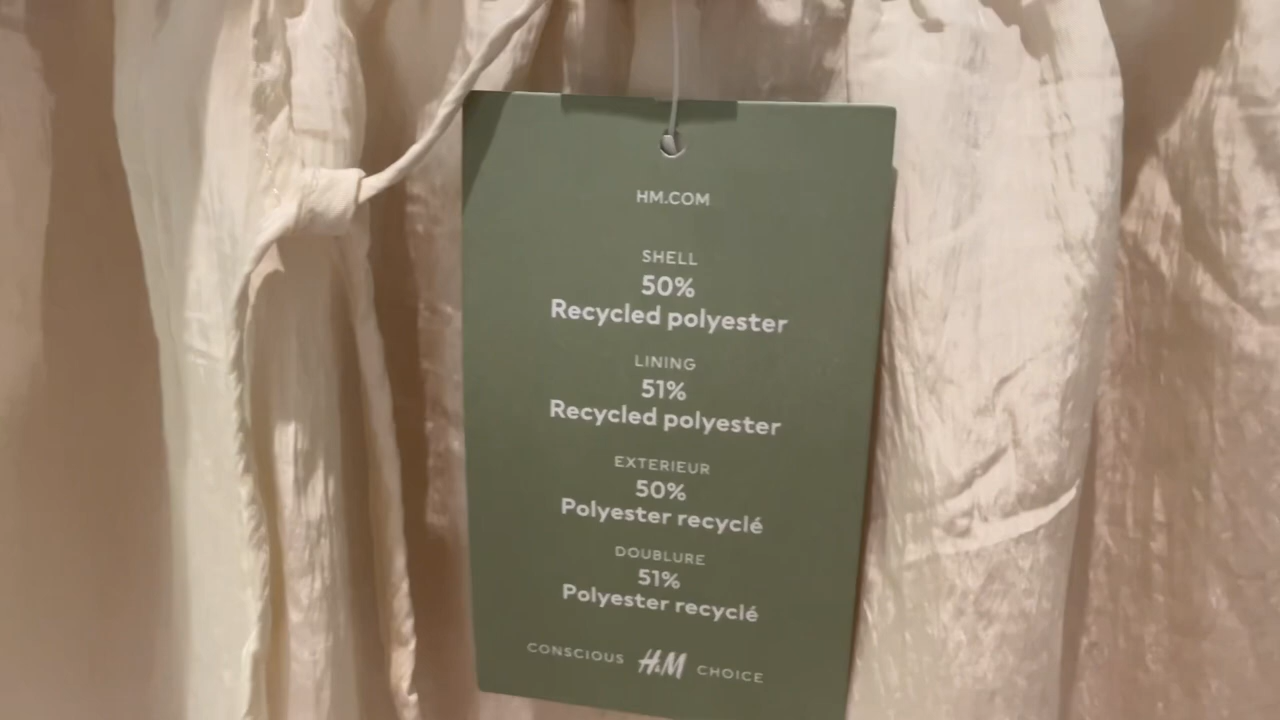 HM.COM
SHELL
50%
Recycled polyester
LINING
51%
Recycled polyester
EXTERIEUR
50%
Polyester recyclé
DOUBLURE
51%
Polyester recyclé
CONSCIOUS H&M CHOICE